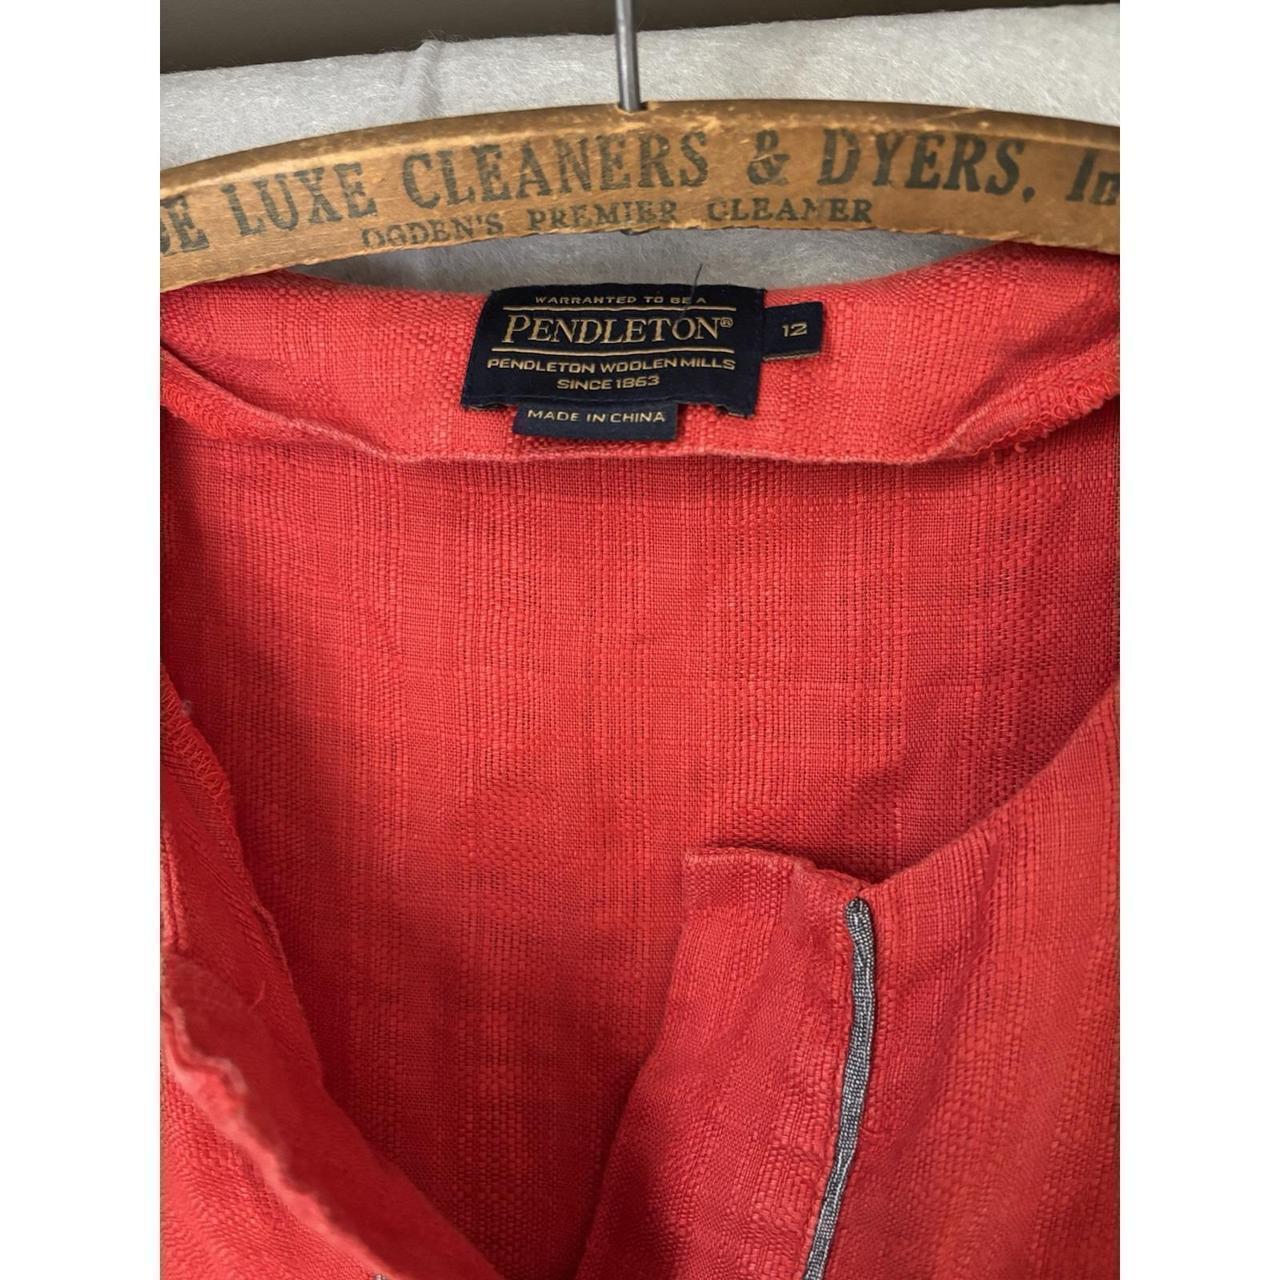 DE LUXE CLEANERS & DYERS, In
OGDEN'S PREMIER CLEANER
WARRANTED TO BE A
PENDLETON®
PENDLETON WOOLEN MILLS
SINCE 1863
MADE IN CHINA
12